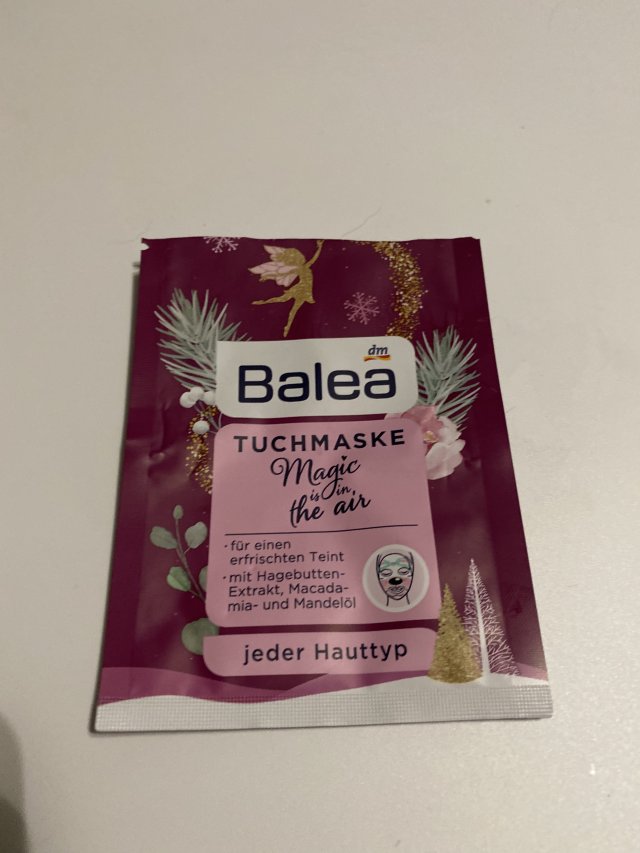 dm
Balea
TUCHMASKE
Magic
is in
the air
· für einen
erfrischten Teint
· mit Hagebutten-
Extrakt, Macada-
mia- und Mandelöl
jeder Hauttyp